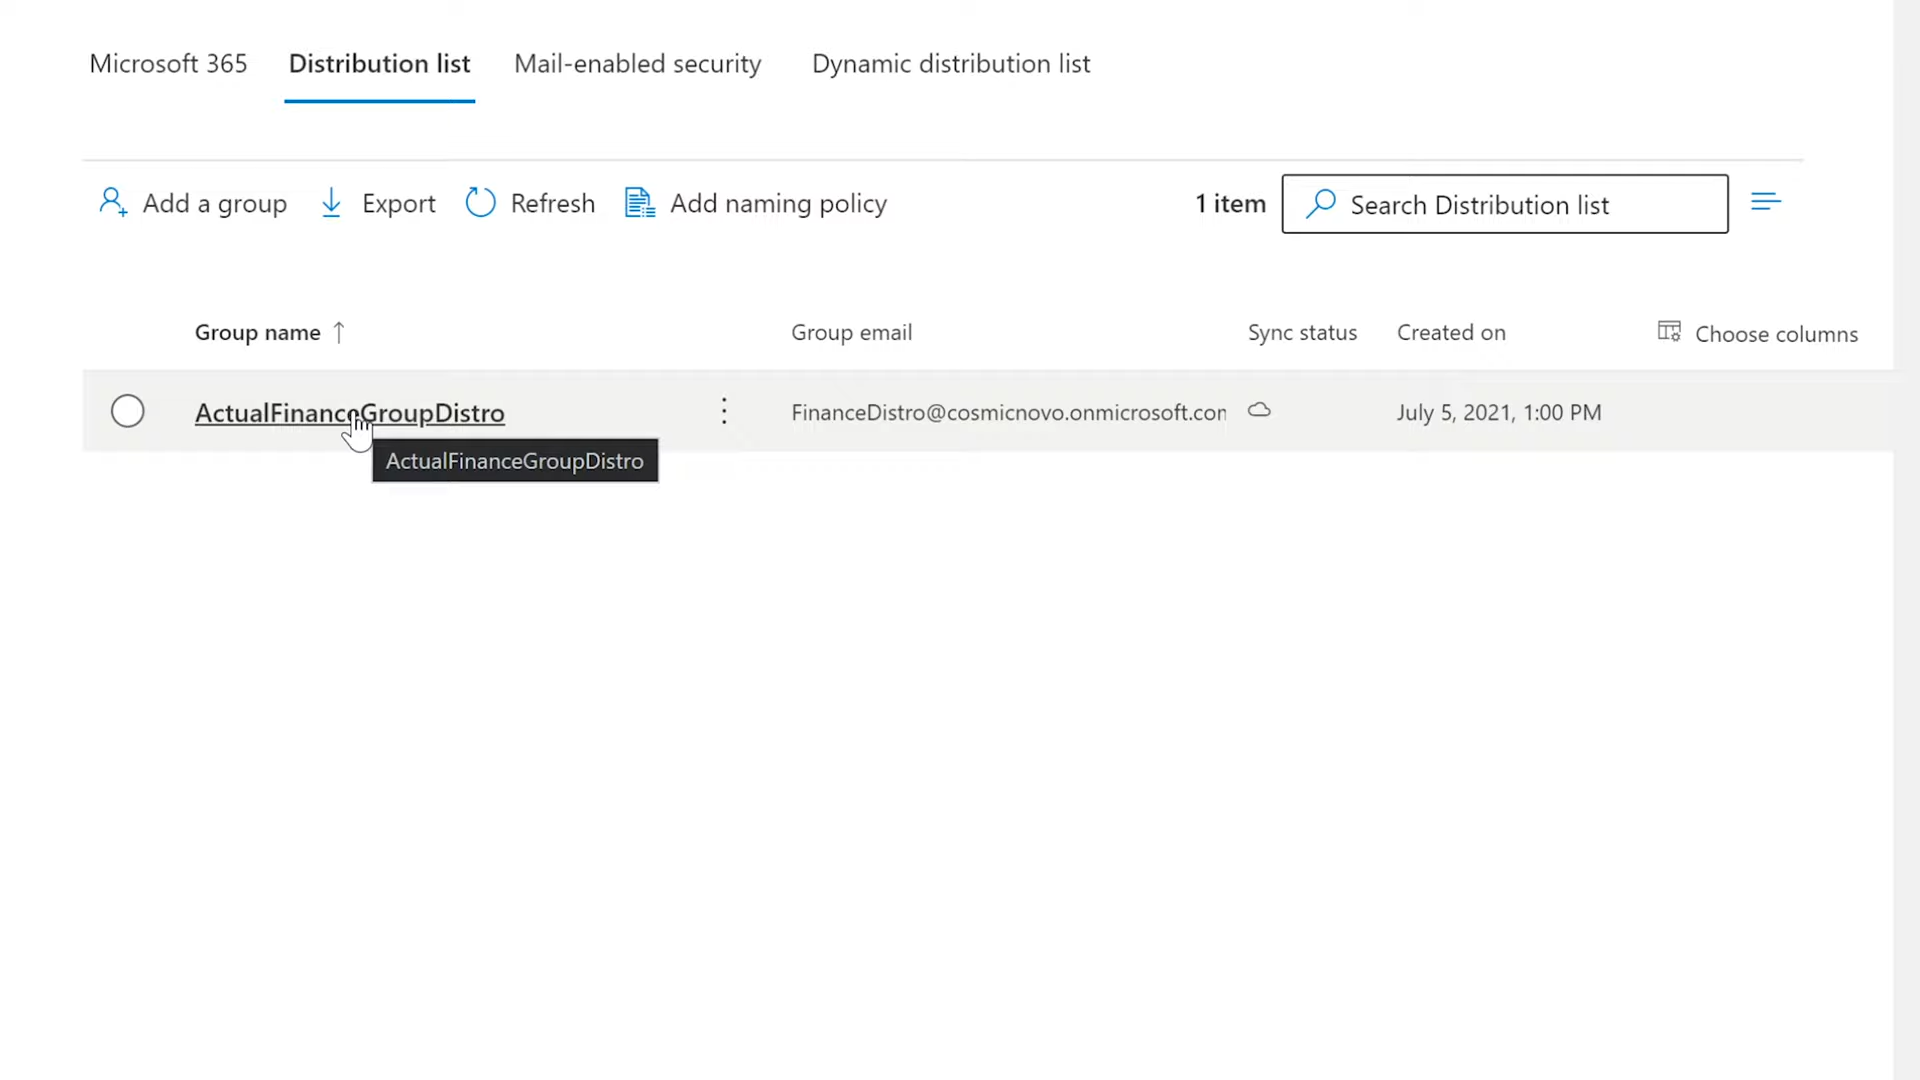 Microsoft 365 Distribution list Mail-enabled security Dynamic distribution list
Add a group Export Refresh Add naming policy 1 item Search Distribution list
Group name ↑ Group email Sync status Created on Choose columns
ActualFinanceGroupDistro FinanceDistro@cosmicnovo.onmicrosoft.con July 5, 2021, 1:00 PM
ActualFinanceGroupDistro